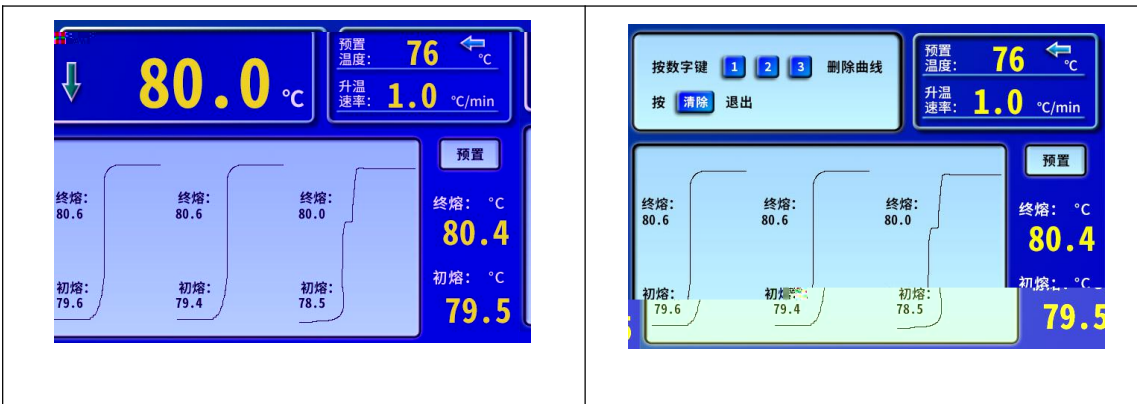 80.0 ℃
预置温度: 76 °C
升温速率: 1.0 °C/min
预置
终熔: 80.6
终熔: 80.6
终熔: 80.0
终熔: °C
80.4
初熔: 79.6
初熔: 79.4
初熔: 78.5
初熔: °C
79.5
按数字键 1 2 3 删除曲线
按 清除 退出
预置温度: 76 °C
升温速率: 1.0 °C/min
预置
终熔: 80.6
终熔: 80.6
终熔: 80.0
终熔: °C
80.4
初熔: 79.6
79.4
初熔: 78.5
初熔: °C
79.5